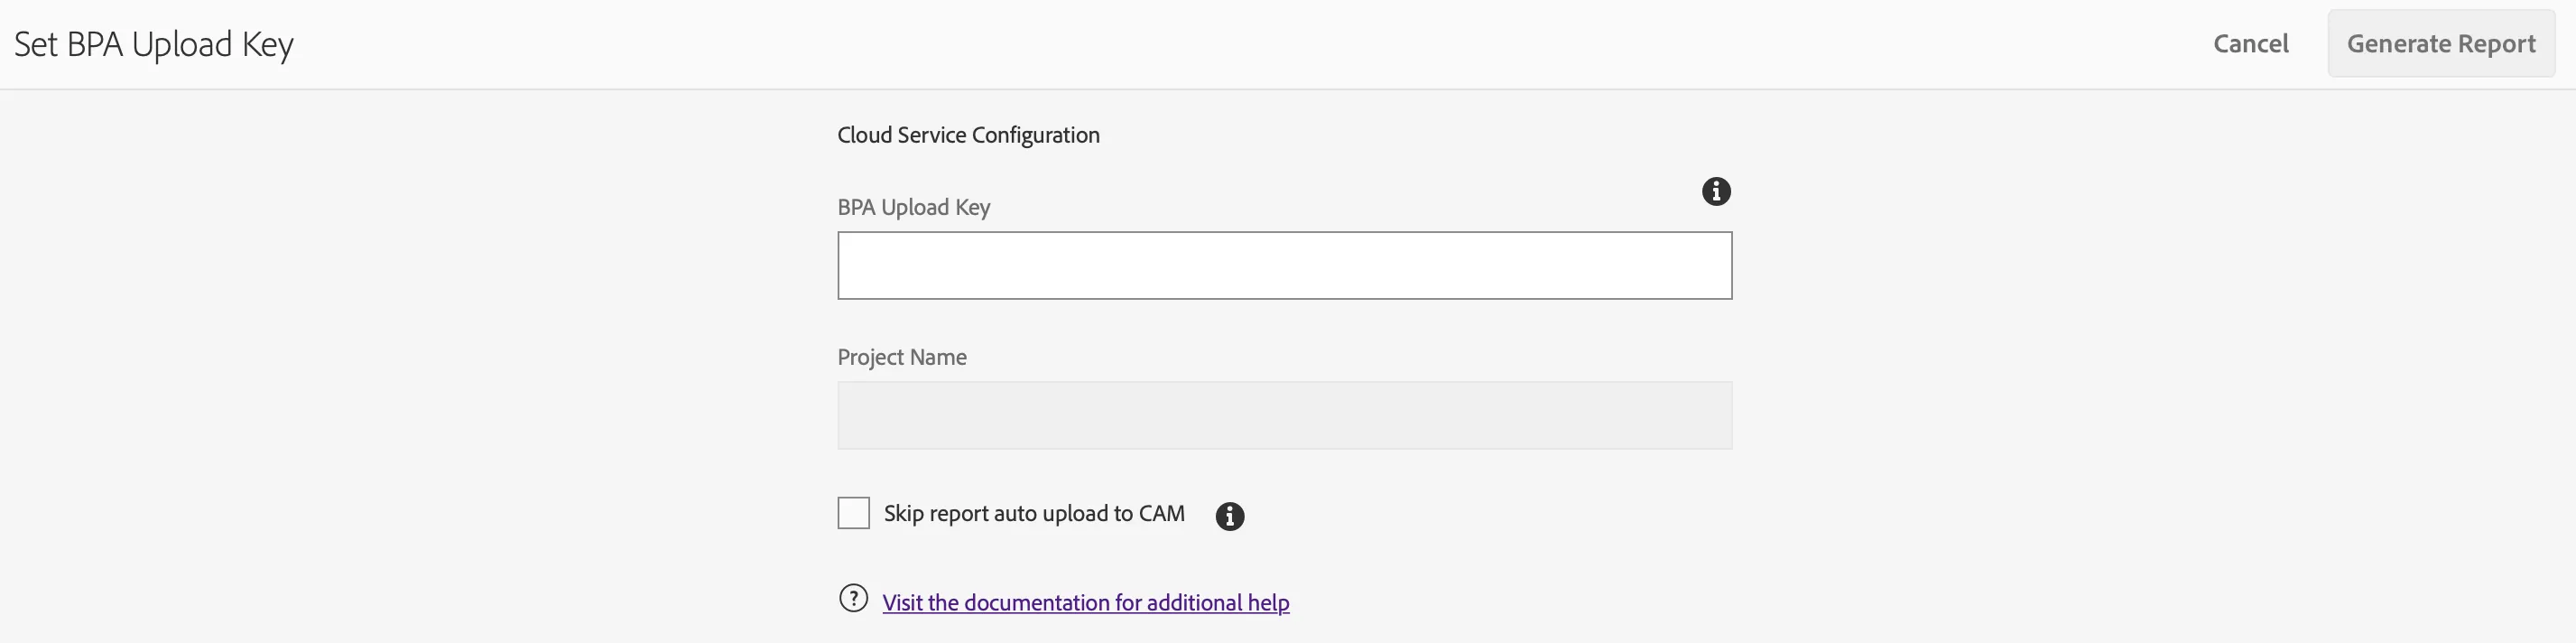 Set BPA Upload Key
Cancel
Generate Report
Cloud Service Configuration
BPA Upload Key
Project Name
Skip report auto upload to CAM
Visit the documentation for additional help